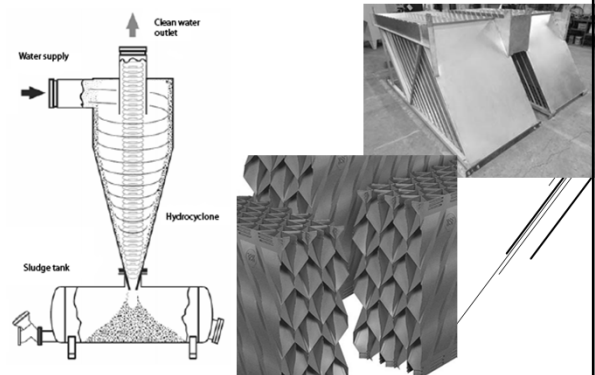 Clean water
outlet
Water supply
Hydrocyclone
Sludge tank